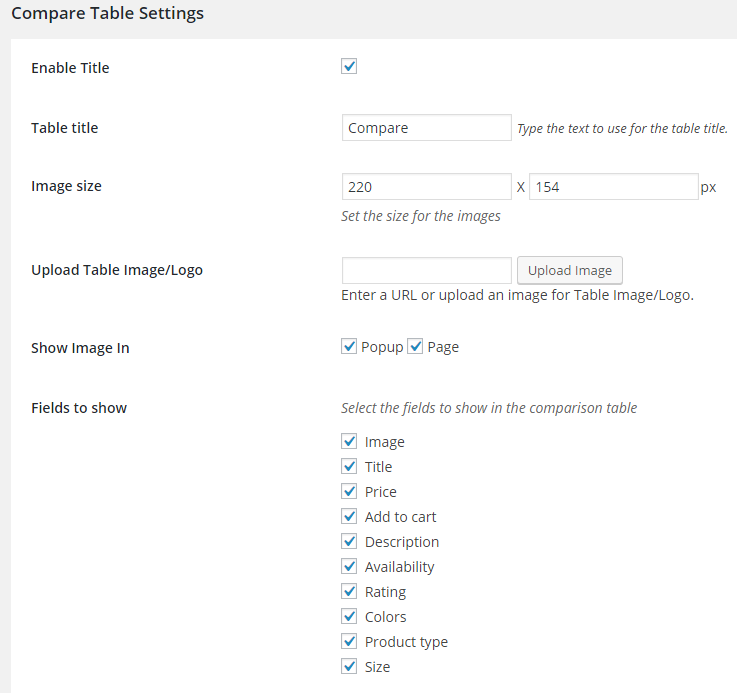 Compare Table Settings
Enable Title
Table title Compare Type the text to use for the table title.
Image size 220 X 154 px
Set the size for the images
Upload Table Image/Logo Upload Image
Enter a URL or upload an image for Table Image/Logo.
Show Image In Popup Page
Fields to show Select the fields to show in the comparison table
Image
Title
Price
Add to cart
Description
Availability
Rating
Colors
Product type
Size